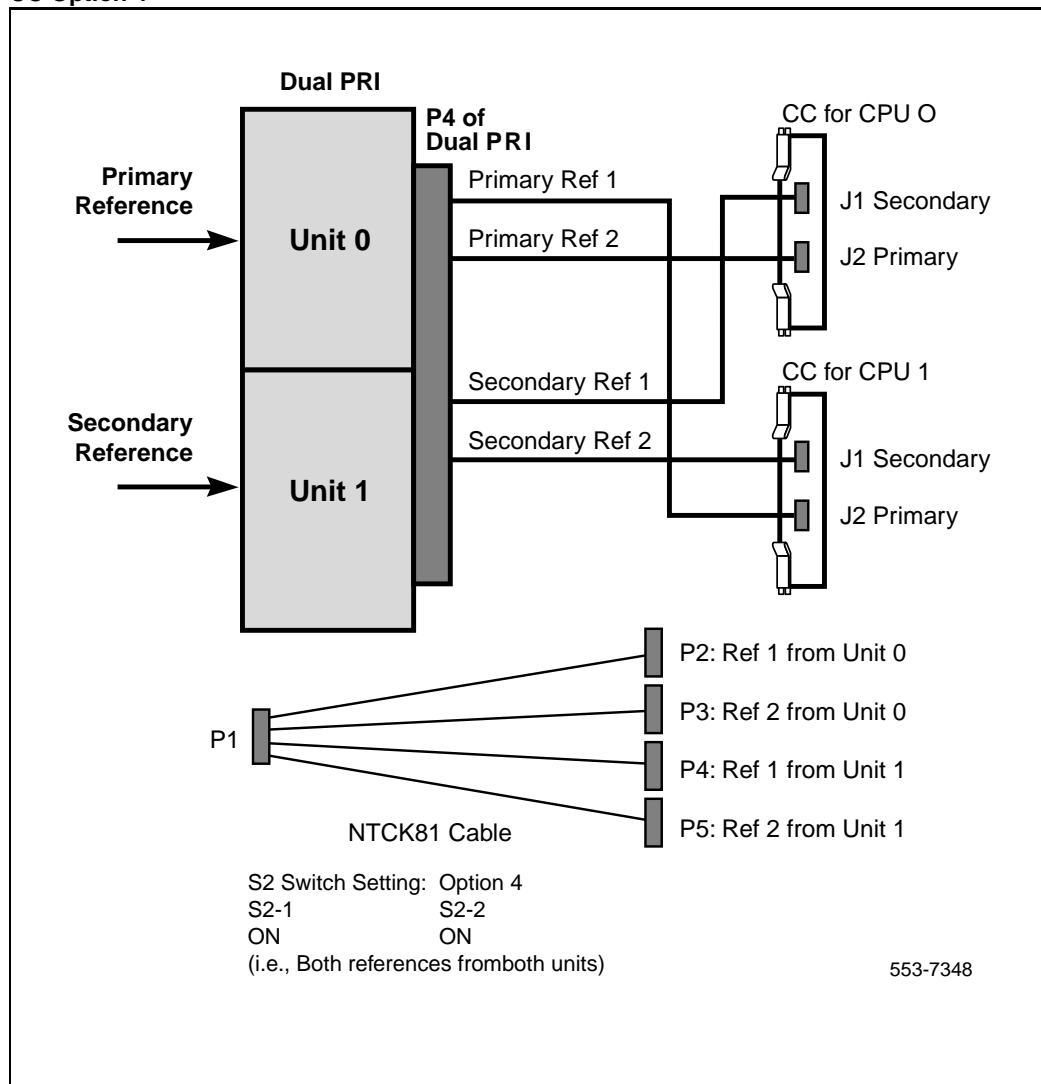 Dual PRI
P4 of
Dual PRI
CC for CPU O
Primary
Reference
Primary Ref 1
J1 Secondary
Unit 0
Primary Ref 2
J2 Primary
CC for CPU 1
Secondary Ref 1
Secondary
Reference
Secondary Ref 2
J1 Secondary
Unit 1
J2 Primary
P2: Ref 1 from Unit 0
P3: Ref 2 from Unit 0
P1
P4: Ref 1 from Unit 1
P5: Ref 2 from Unit 1
NTCK81 Cable
S2 Switch Setting: Option 4
S2-1 S2-2
ON ON
(i.e., Both references fromboth units)
553-7348